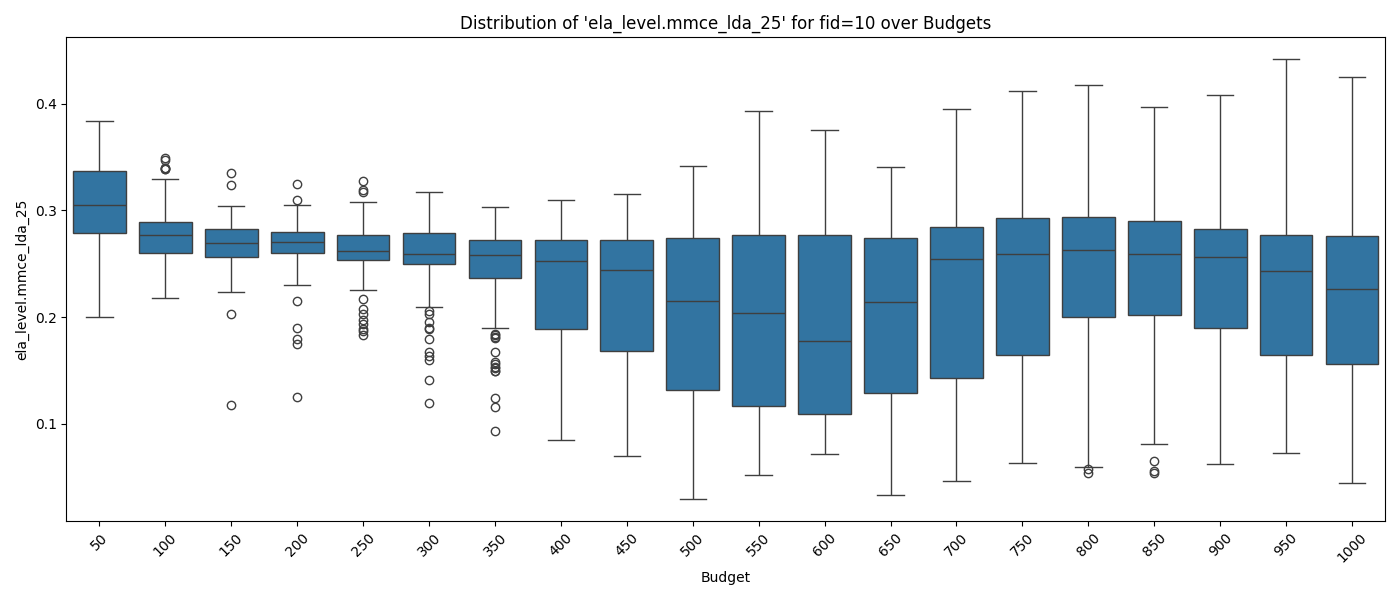 Distribution of 'ela_level.mmce_lda_25' for fid=10 over Budgets
ela_level.mmce_lda_25
0.4
0.3
0.2
0.1
50 100 150 200 250 300 350 400 450 500 550 600 650 700 750 800 850 900 950 1000
Budget